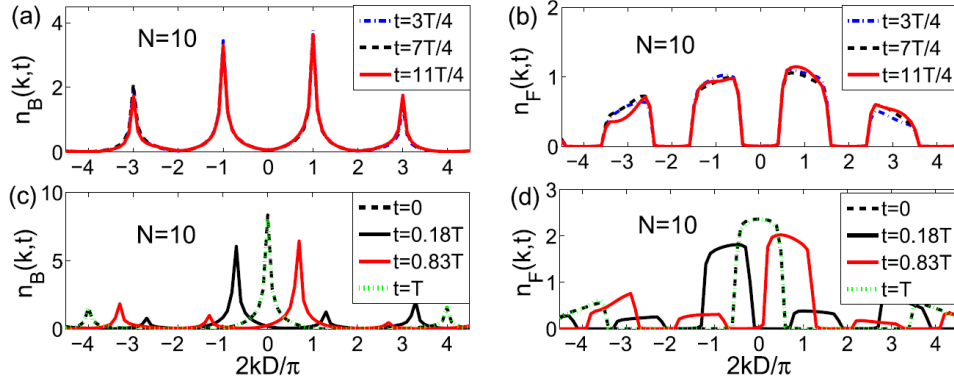 (a)
N=10
t=3T/4
t=7T/4
t=11T/4
n_B(k,t)
4
2
0
−4 −3 −2 −1 0 1 2 3 4
(b)
N=10
t=3T/4
t=7T/4
t=11T/4
n_F(k,t)
2
1
0
−4 −3 −2 −1 0 1 2 3 4
(c)
N=10
t=0
t=0.18T
t=0.83T
t=T
n_B(k,t)
10
5
0
−4 −3 −2 −1 0 1 2 3 4
2kD/π
(d)
N=10
t=0
t=0.18T
t=0.83T
t=T
n_F(k,t)
3
2
1
0
−4 −3 −2 −1 0 1 2 3 4
2kD/π